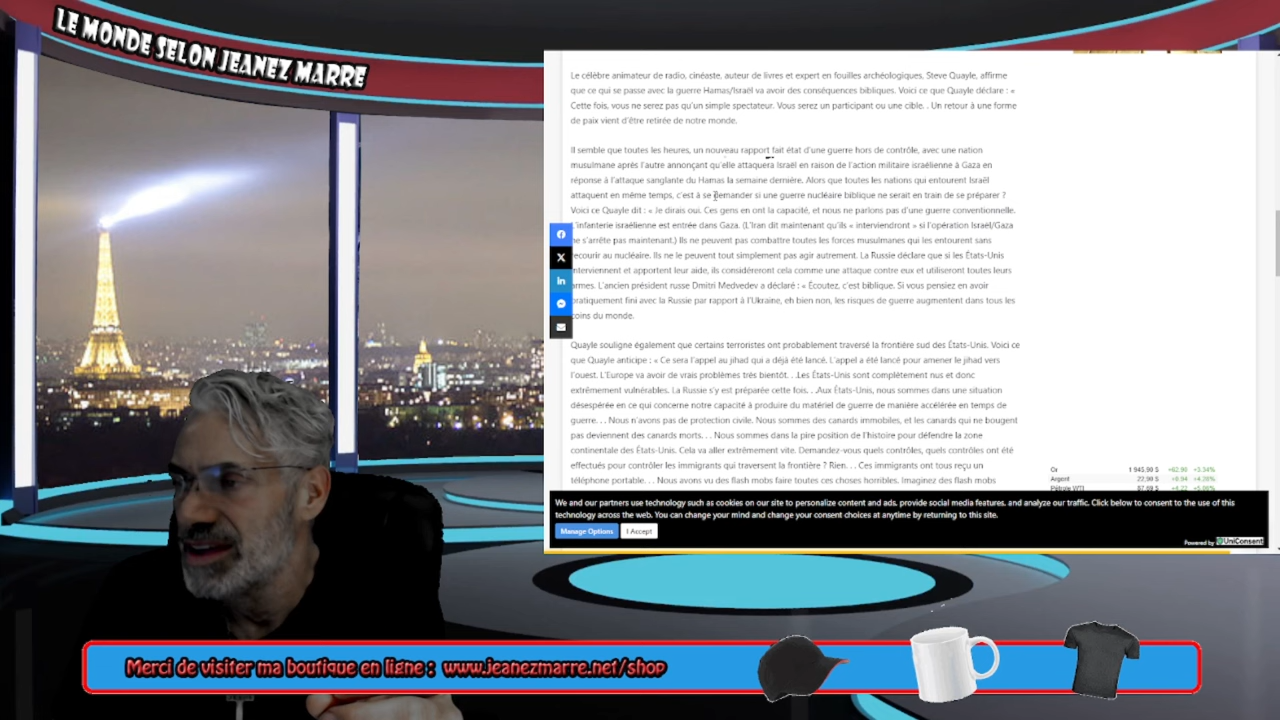 LE MONDE SELON JEANEZ MARRE
Le célèbre animateur de radio, cinéaste, auteur de livres et expert en fouilles archéologiques, Steve Quayle, affirme
que ce qui se passe avec la guerre Hamas/Israël va avoir des conséquences bibliques. Voici ce que Quayle déclare : «
Cette fois, vous ne serez pas qu'un simple spectateur. Vous serez un participant ou une cible. . Un retour à une forme
de paix vient d'être retirée de notre monde.
Il semble que toutes les heures, un nouveau rapport fait état d'une guerre hors de contrôle, avec une nation
musulmane après l'autre annonçant qu'elle attaquera Israël en raison de l'action militaire israélienne à Gaza en
réponse à l'attaque sanglante du Hamas la semaine dernière. Alors que toutes les nations qui entourent Israël
attaquent en même temps, c'est à se demander si une guerre nucléaire biblique ne serait en train de se préparer ?
Voici ce Quayle dit : « Je dirais oui. Ces gens en ont la capacité, et nous ne parlons pas d'une guerre conventionnelle.
L'infanterie israélienne est entrée dans Gaza. (L'Iran dit maintenant qu'ils « interviendront » si l'opération Israël/Gaza
ne s'arrête pas maintenant.) Ils ne peuvent pas combattre toutes les forces musulmanes qui les entourent sans
recourir au nucléaire. Ils ne le peuvent tout simplement pas agir autrement. La Russie déclare que si les États-Unis
interviennent et apportent leur aide, ils considéreront cela comme une attaque contre eux et utiliseront toutes leurs
armes. L'ancien président russe Dmitri Medvedev a déclaré : « Écoutez, c'est biblique. Si vous pensiez en avoir
pratiquement fini avec la Russie par rapport à l'Ukraine, eh bien non, les risques de guerre augmentent dans tous les
coins du monde.
Quayle souligne également que certains terroristes ont probablement traversé la frontière sud des États-Unis. Voici ce
que Quayle anticipe : « Ce sera l'appel au jihad qui a déjà été lancé. L'appel a été lancé pour amener le jihad vers
l'ouest. L'Europe va avoir de vrais problèmes très bientôt. . .Les États-Unis sont complètement nus et donc
extrêmement vulnérables. La Russie s'y est préparée cette fois. . .Aux États-Unis, nous sommes dans une situation
désespérée en ce qui concerne notre capacité à produire du matériel de guerre de manière accélérée en temps de
guerre. . . Nous n'avons pas de protection civile. Nous sommes des canards immobiles, et les canards qui ne bougent
pas deviennent des canards morts. . . Nous sommes dans la pire position de l'histoire pour défendre la zone
continentale des États-Unis. Cela va aller extrêmement vite. Demandez-vous quels contrôles, quels contrôles ont été
effectués pour contrôler les immigrants qui traversent la frontière ? Rien. . . Ces immigrants ont tous reçu un
téléphone portable. . . Nous avons vu des flash mobs faire toutes ces choses horribles. Imaginez des flash mobs
Or 1 945,90 $ +62,90 +3.34%
Argent 22,90 $ +0.94 +4.28%
Pétrole WTI 87,69 $
We and our partners use technology such as cookies on our site to personalize content and ads, provide social media features, and analyze our traffic. Click below to consent to the use of this
technology across the web. You can change your mind and change your consent choices at anytime by returning to this site.
Manage Options I Accept
Powered by UniConsent
Merci de visiter ma boutique en ligne : www.jeanezmarre.net/shop